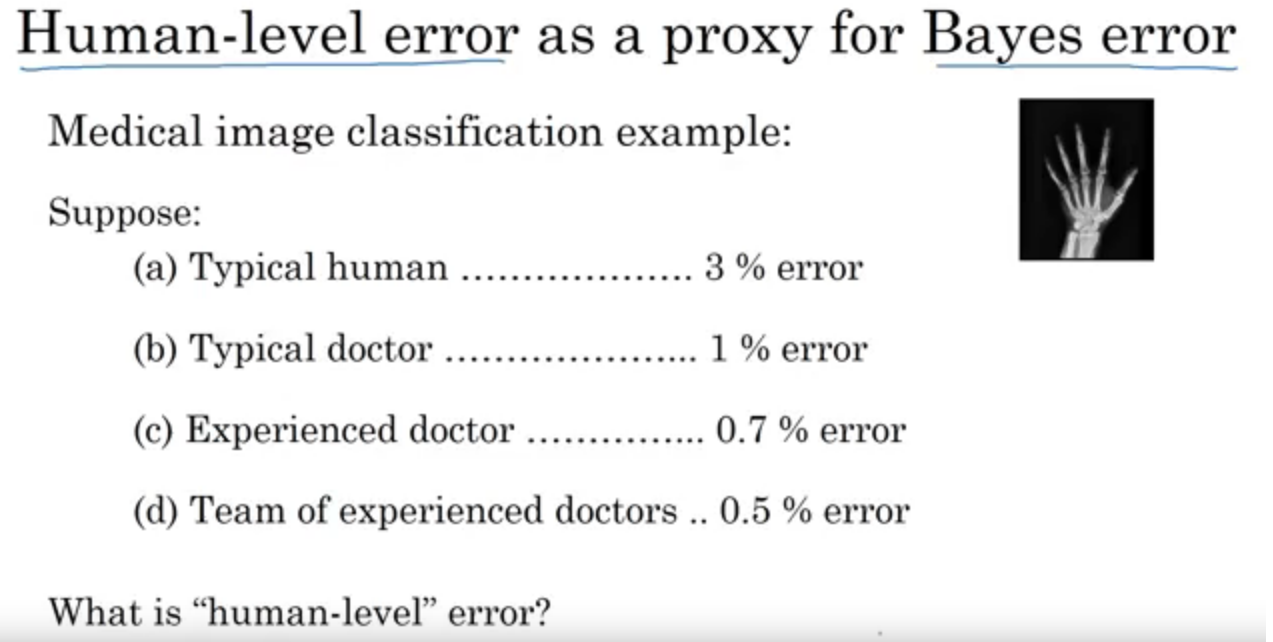 Human-level error as a proxy for Bayes error
Medical image classification example:
Suppose:
(a) Typical human ................... 3 % error
(b) Typical doctor ..................... 1 % error
(c) Experienced doctor ............... 0.7 % error
(d) Team of experienced doctors .. 0.5 % error
What is “human-level” error?